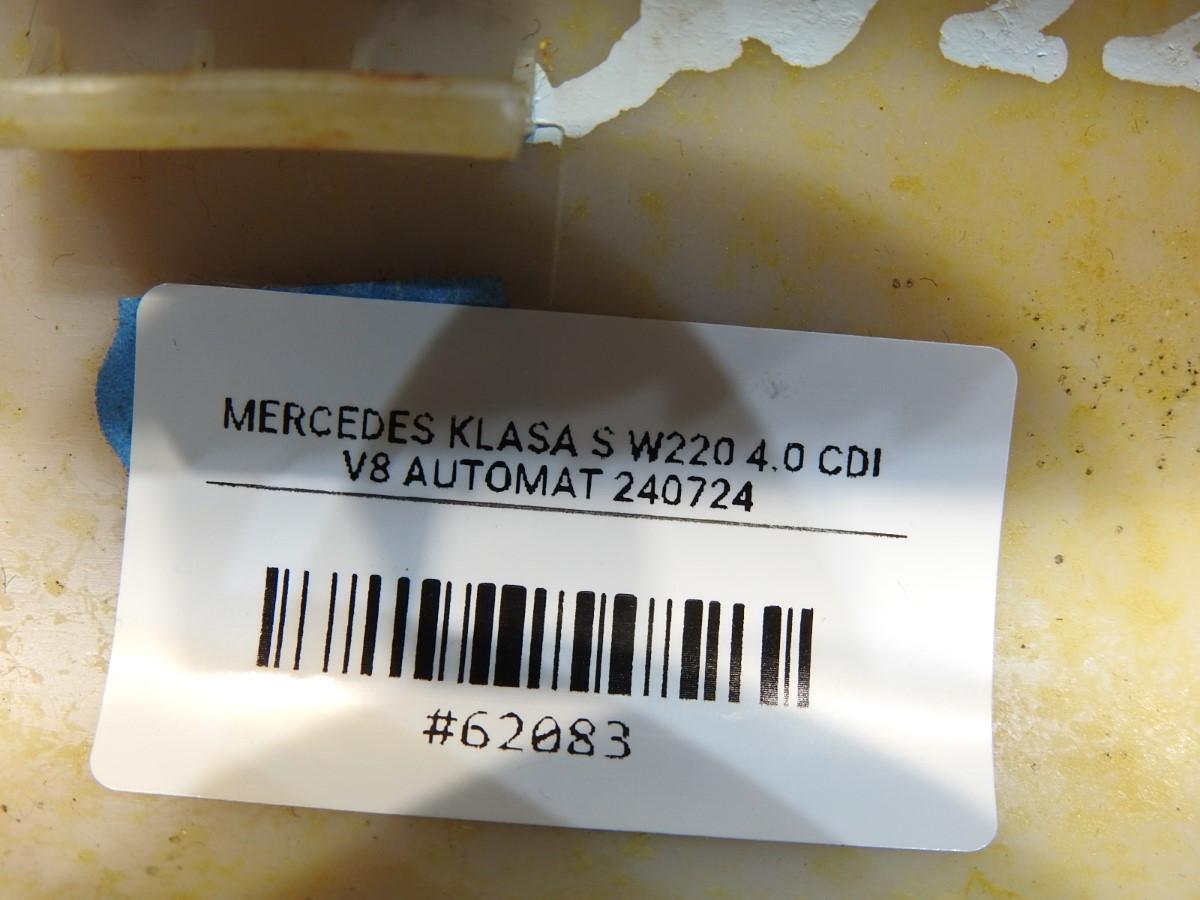 MERCEDES KLASA S W220 4.0 CDI
V8 AUTOMAT 240724
#62083